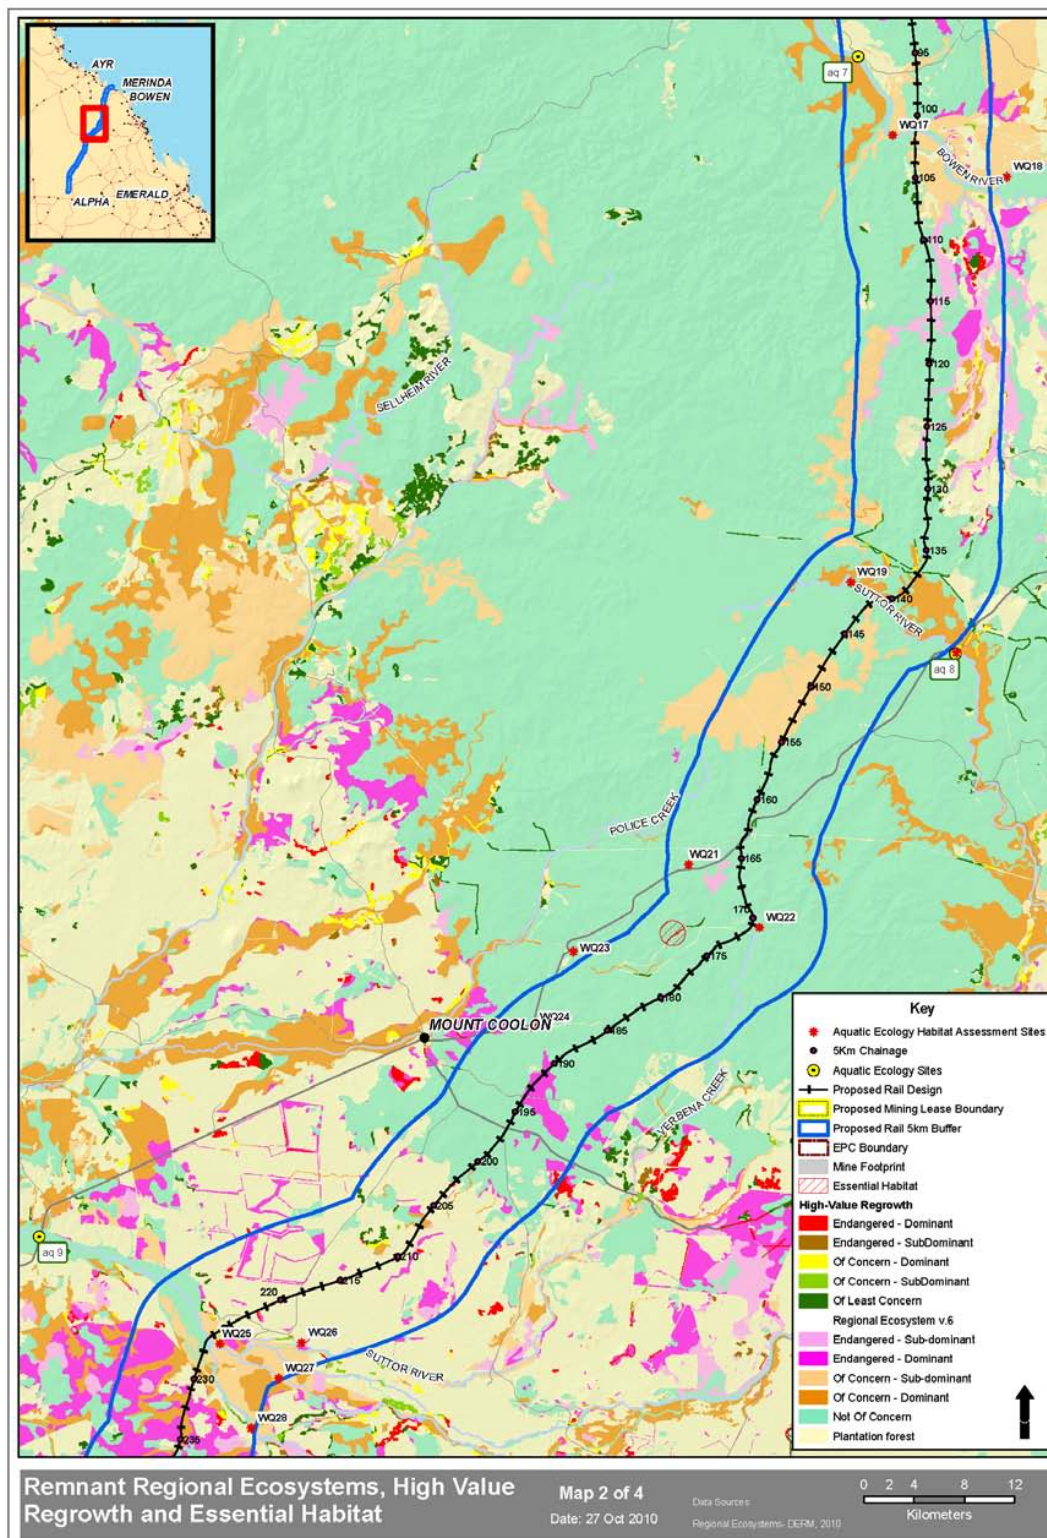 AYR
MERINDA
BOWEN
EMERALD
ALPHA
95
aq 7
100
WQ17
BOWEN RIVER
WQ18
105
110
115
120
SELLHEIM RIVER
125
130
135
WQ19
SUTTOR RIVER
140
145
aq 8
150
155
160
POLICE CREEK
165
WQ21
170
WQ22
WQ23
175
180
WQ24
185
MOUNT COOLON
190
195
VERBENA CREEK
200
205
aq 9
210
215
220
WQ25
WQ26
SUTTOR RIVER
WQ27
230
WQ28
235
Key
Aquatic Ecology Habitat Assessment Sites
5Km Chainage
Aquatic Ecology Sites
Proposed Rail Design
Proposed Mining Lease Boundary
Proposed Rail 5km Buffer
EPC Boundary
Mine Footprint
Essential Habitat
High-Value Regrowth
Endangered - Dominant
Endangered - SubDominant
Of Concern - Dominant
Of Concern - SubDominant
Of Least Concern
Regional Ecosystem v.6
Endangered - Sub-dominant
Endangered - Dominant
Of Concern - Sub-dominant
Of Concern - Dominant
Not Of Concern
Plantation forest
Remnant Regional Ecosystems, High Value
Regrowth and Essential Habitat
Map 2 of 4
Date: 27 Oct 2010
Data Sources:
Regional Ecosystems- DERM, 2010
0 2 4 8 12
Kilometers